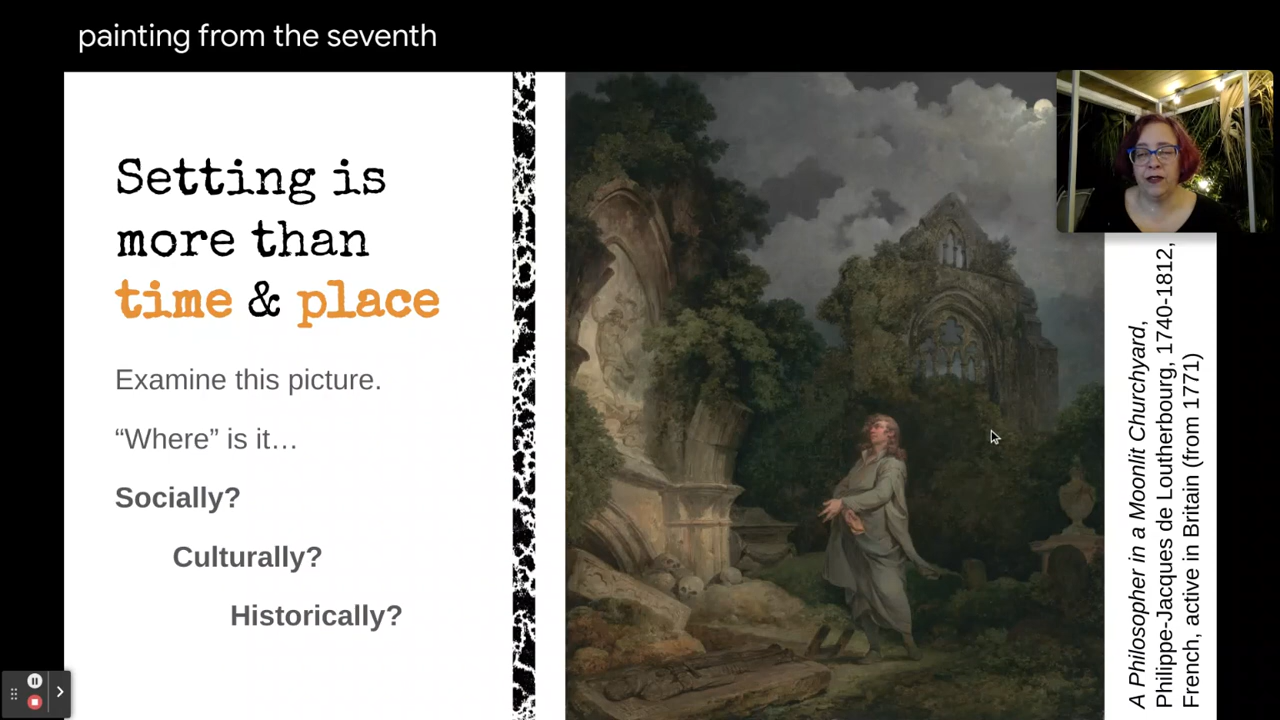 painting from the seventh
Setting is
more than
time & place
Examine this picture.
“Where” is it…
Socially?
Culturally?
Historically?
A Philosopher in a Moonlit Churchyard,
Philippe-Jacques de Loutherbourg, 1740-1812,
French, active in Britain (from 1771)